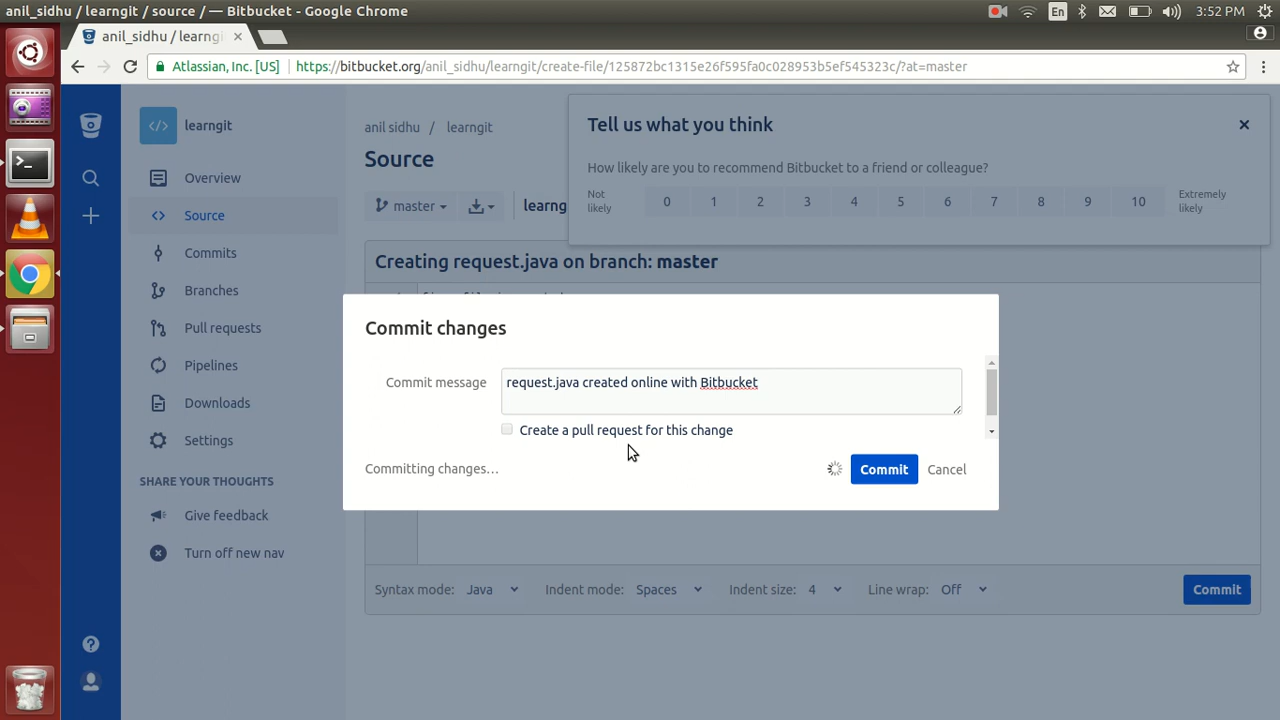 anil_sidhu / learngit / source / — Bitbucket - Google Chrome
En
3:52 PM
anil_sidhu / learngi
Atlassian, Inc. [US]
https://bitbucket.org/anil_sidhu/learngit/create-file/125872bc1315e26f5f5fa0c02893b5ef545323c/?at=master
learngit
Overview
Source
Commits
Branches
Pull requests
Pipelines
Downloads
Settings
SHARE YOUR THOUGHTS
Give feedback
Turn off new nav
anil sidhu / learngit
Source
master
learng
Tell us what you think
How likely are you to recommend Bitbucket to a friend or colleague?
Not likely
0 1 2 3 4 5 6 7 8 9 10
Extremely likely
Creating request.java on branch: master
Commit changes
Commit message
request.java created online with Bitbucket
Create a pull request for this change
Committing changes...
Commit
Cancel
Syntax mode: Java
Indent mode: Spaces
Indent size: 4
Line wrap: Off
Commit